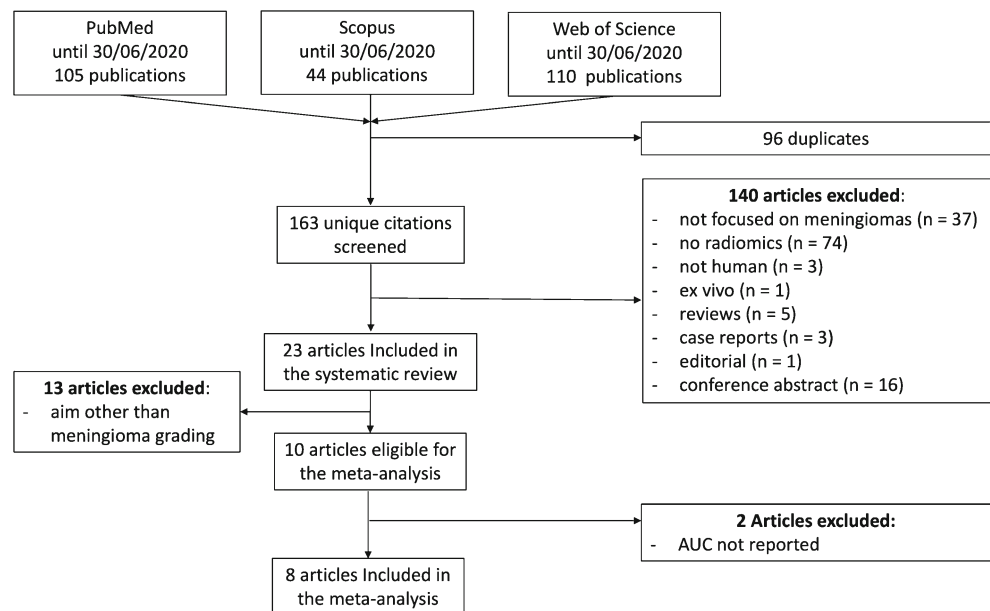 PubMed
until 30/06/2020
105 publications
Scopus
until 30/06/2020
44 publications
Web of Science
until 30/06/2020
110 publications
96 duplicates
163 unique citations
screened
140 articles excluded:
- not focused on meningiomas (n = 37)
- no radiomics (n = 74)
- not human (n = 3)
- ex vivo (n = 1)
- reviews (n = 5)
- case reports (n = 3)
- editorial (n = 1)
- conference abstract (n = 16)
23 articles Included in
the systematic review
13 articles excluded:
- aim other than
meningioma grading
10 articles eligible for
the meta-analysis
2 Articles excluded:
- AUC not reported
8 articles Included in
the meta-analysis